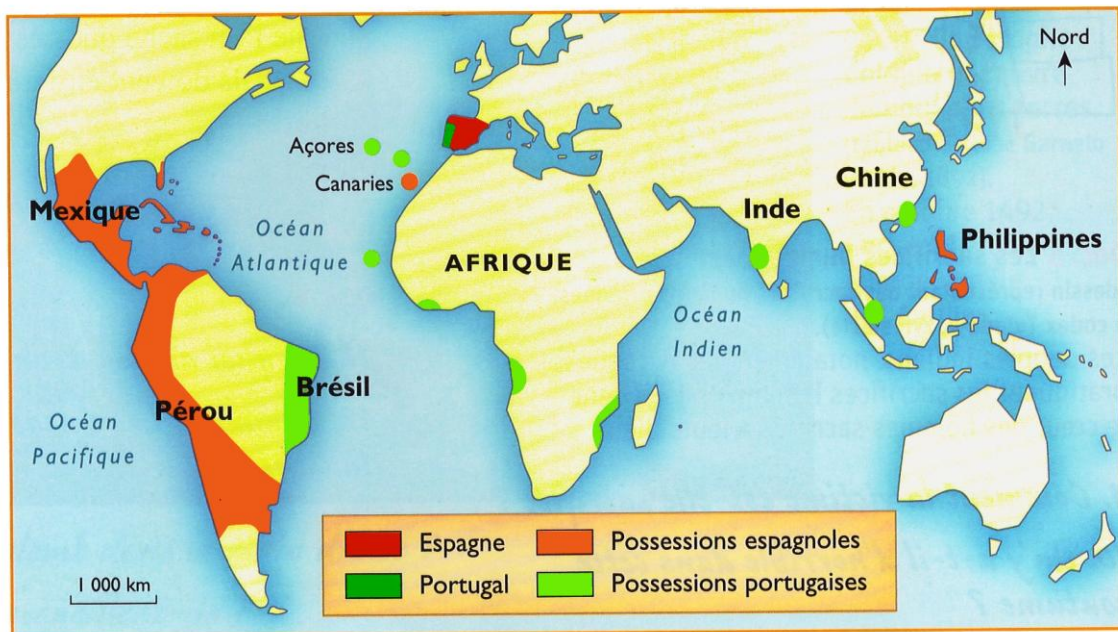 Nord
Açores
Canaries
Chine
Inde
Mexique
Philippines
Océan
Atlantique
AFRIQUE
Océan
Indien
Brésil
Pérou
Océan
Pacifique
Espagne
Possessions espagnoles
Portugal
Possessions portugaises
1 000 km